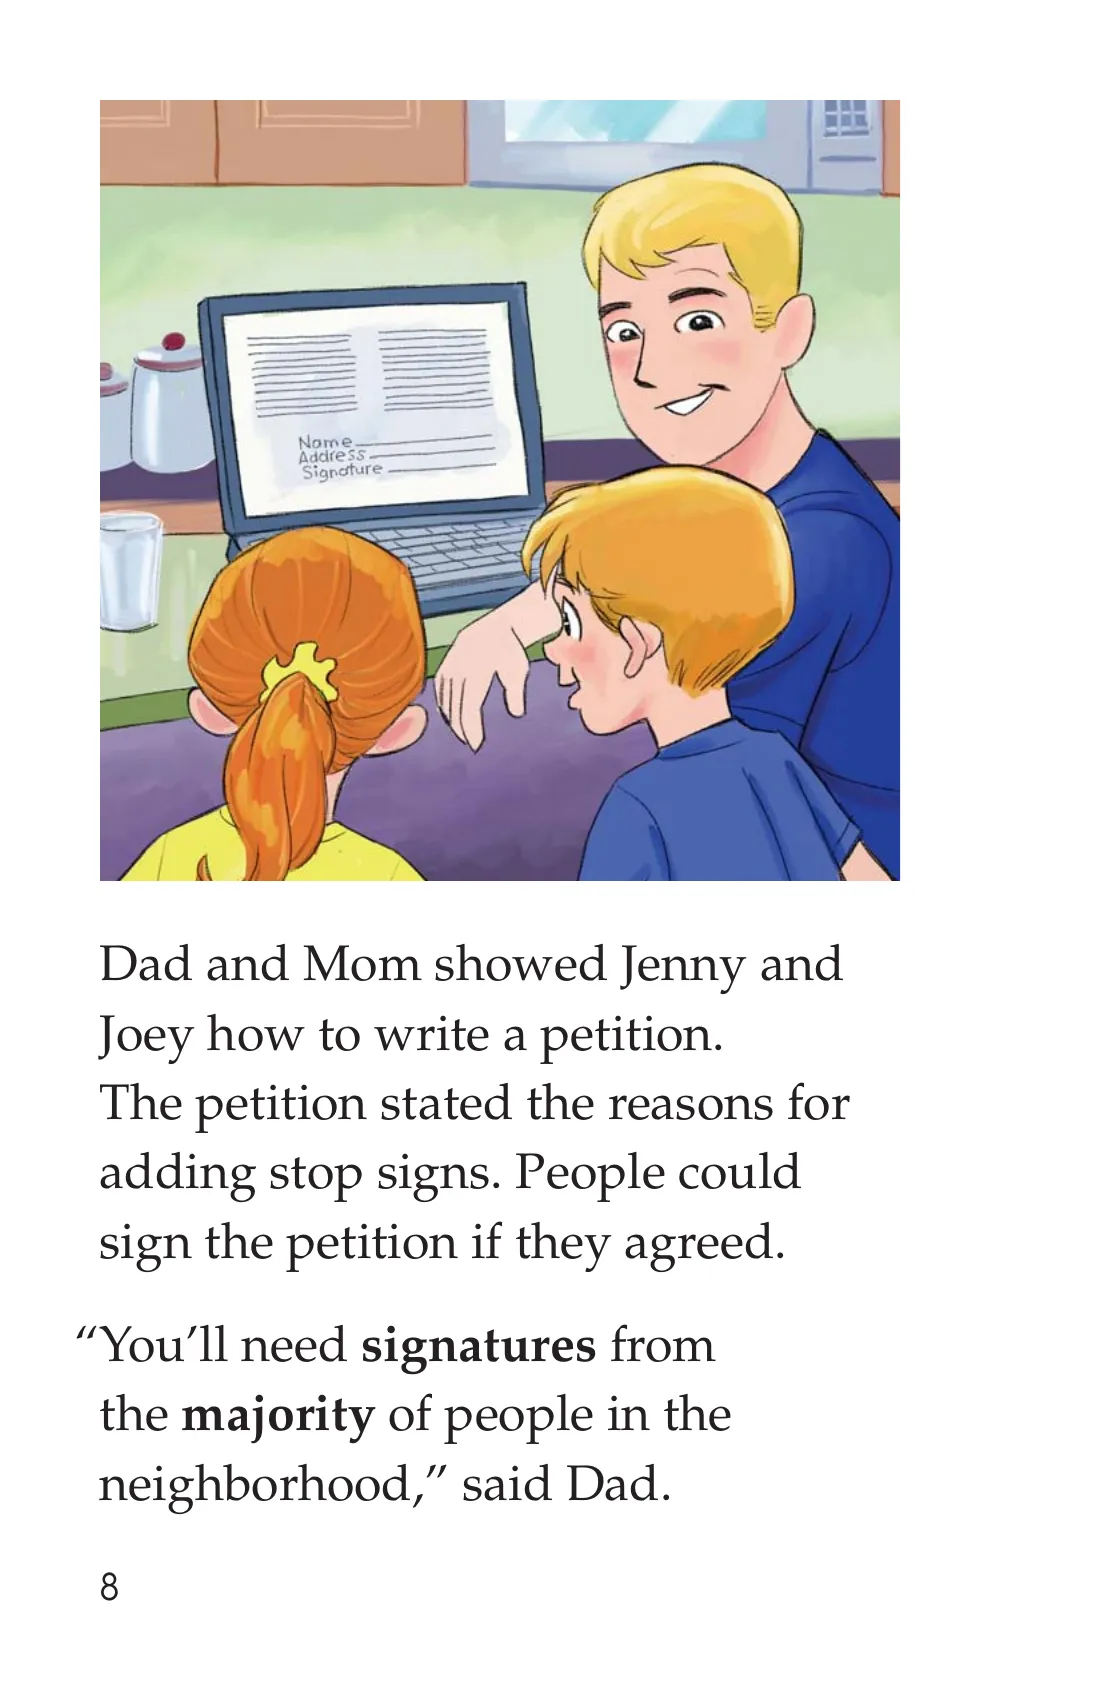 Name
Address
Signature
Dad and Mom showed Jenny and
Joey how to write a petition.
The petition stated the reasons for
adding stop signs. People could
sign the petition if they agreed.
“You’ll need signatures from
the majority of people in the
neighborhood,” said Dad.
8